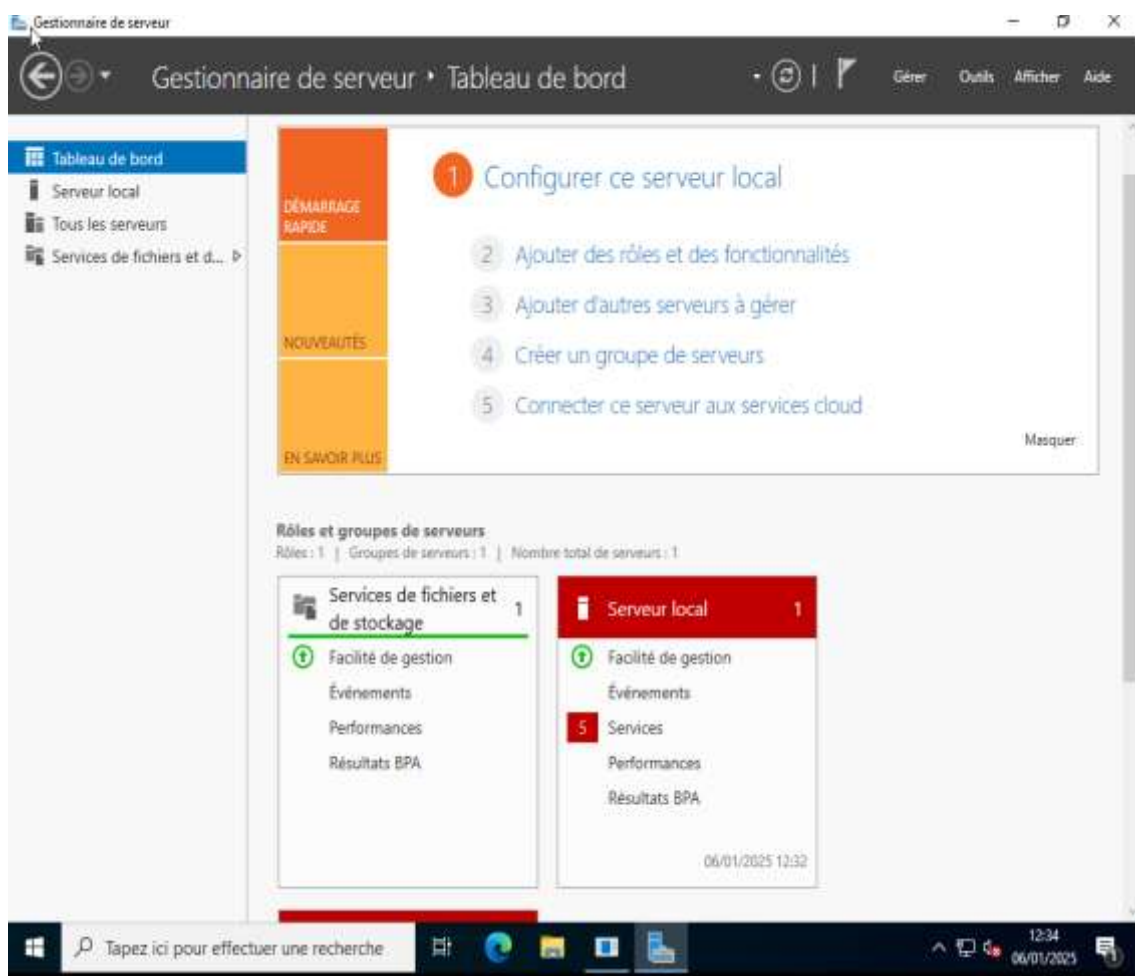 Gestionnaire de serveur
Gestionnaire de serveur • Tableau de bord
Gérer Outils Afficher Aide
Tableau de bord
Serveur local
Tous les serveurs
Services de fichiers et d...
DÉMARRAGE
RAPIDE
NOUVEAUTÉS
EN SAVOIR PLUS
1 Configurer ce serveur local
2 Ajouter des rôles et des fonctionnalités
3 Ajouter d'autres serveurs à gérer
4 Créer un groupe de serveurs
5 Connecter ce serveur aux services cloud
Masquer
Rôles et groupes de serveurs
Rôles : 1 | Groupes de serveurs : 1 | Nombre total de serveurs : 1
Services de fichiers et
de stockage
1
Facilité de gestion
Événements
Performances
Résultats BPA
Serveur local 1
Facilité de gestion
Événements
5 Services
Performances
Résultats BPA
06/01/2025 12:32
Tapez ici pour effectuer une recherche
12:34
06/01/2025
1